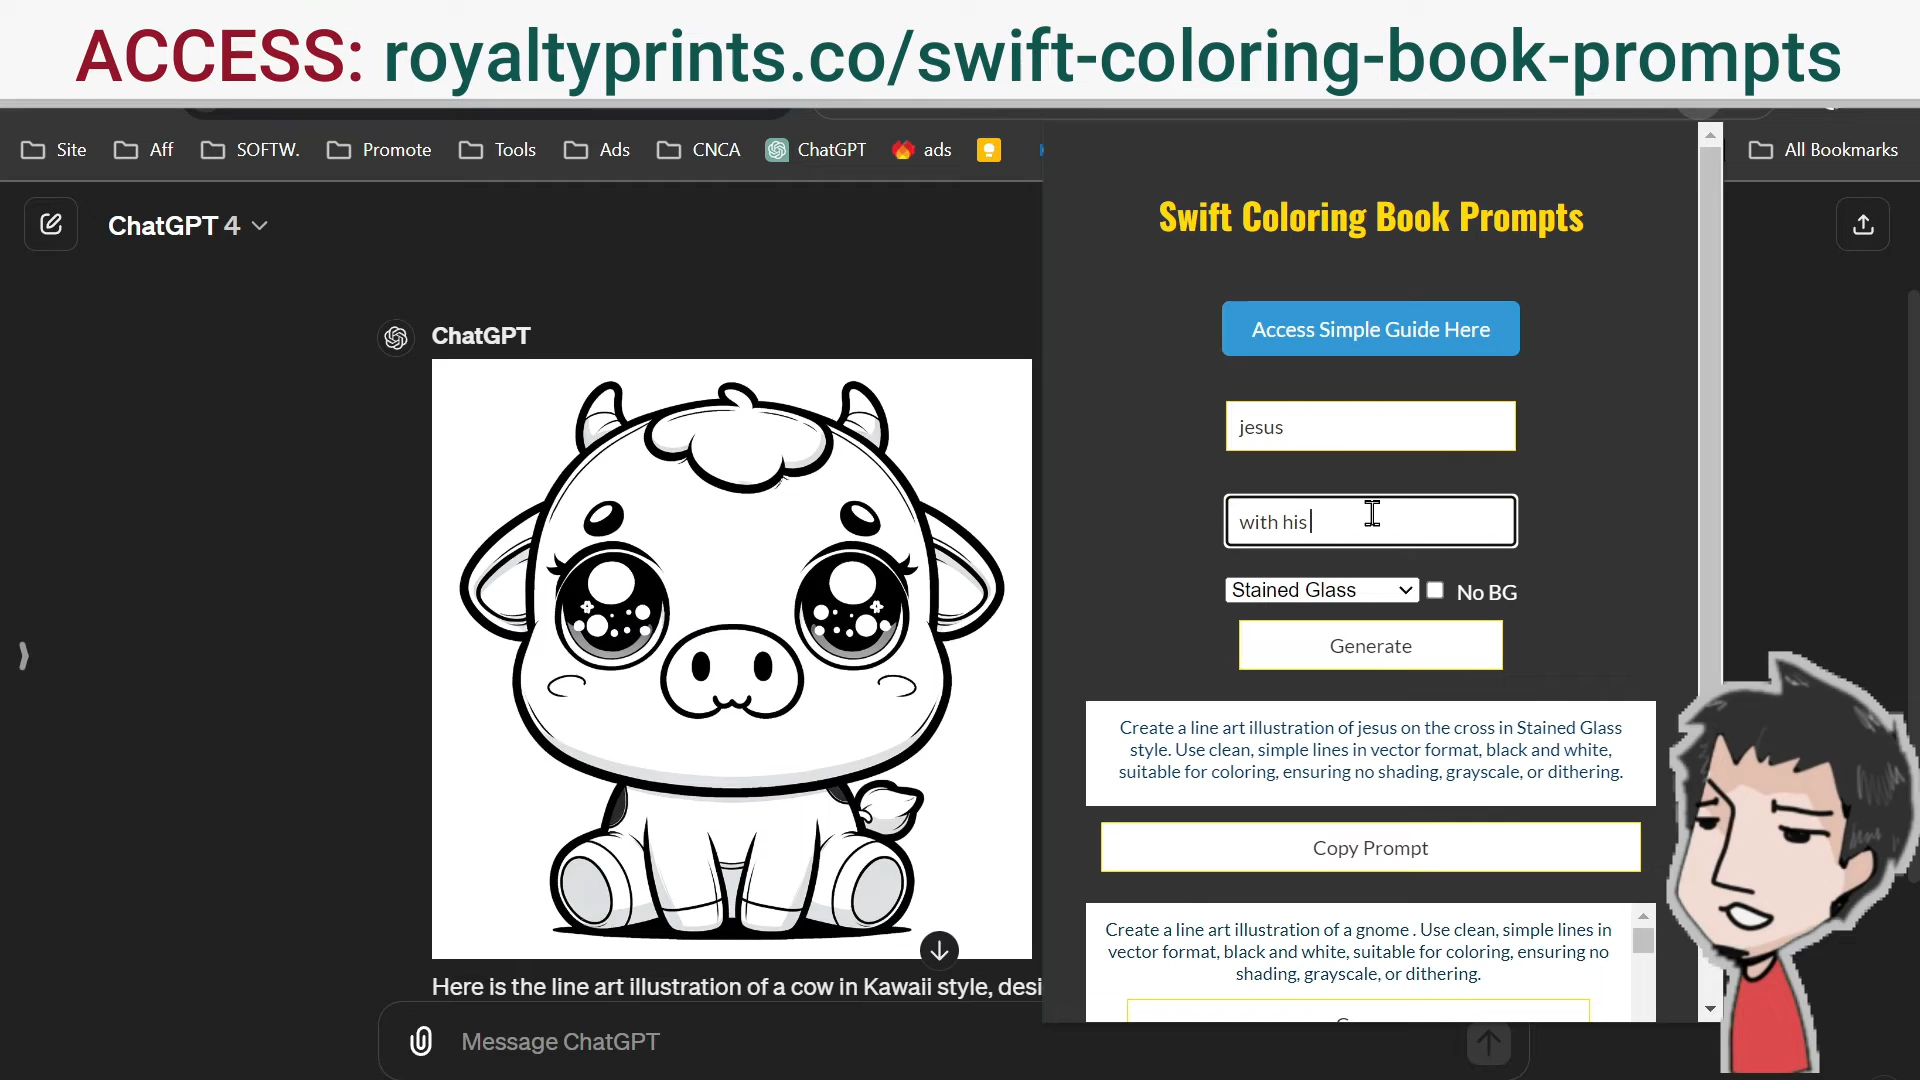 ACCESS: royaltyprints.co/swift-coloring-book-prompts
Site
Aff
SOFTW.
Promote
Tools
Ads
CNCA
ChatGPT
ads
All Bookmarks
ChatGPT 4
ChatGPT
Here is the line art illustration of a cow in Kawaii style, desi
Message ChatGPT
Swift Coloring Book Prompts
Access Simple Guide Here
jesus
with his
Stained Glass
No BG
Generate
Create a line art illustration of jesus on the cross in Stained Glass
style. Use clean, simple lines in vector format, black and white,
suitable for coloring, ensuring no shading, grayscale, or dithering.
Copy Prompt
Create a line art illustration of a gnome . Use clean, simple lines in
vector format, black and white, suitable for coloring, ensuring no
shading, grayscale, or dithering.